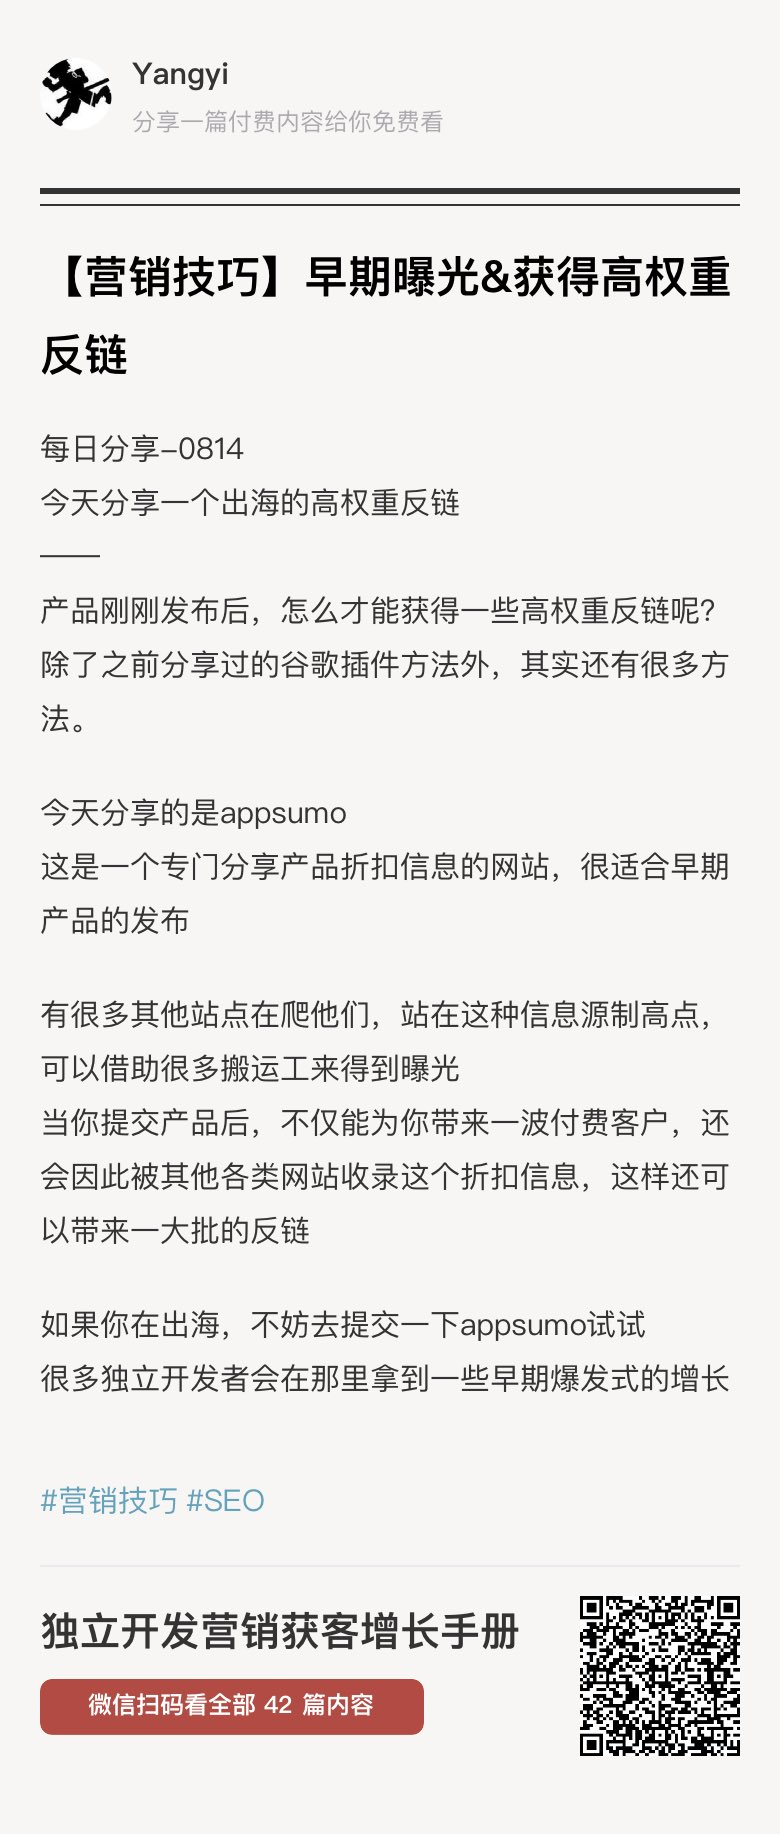 Yangyi
分享一篇付费内容给你免费看
【营销技巧】早期曝光&获得高权重
反链
每日分享-0814
今天分享一个出海的高权重反链
——
产品刚刚发布后，怎么才能获得一些高权重反链呢？
除了之前分享过的谷歌插件方法外，其实还有很多方
法。
今天分享的是appsumo
这是一个专门分享产品折扣信息的网站，很适合早期
产品的发布
有很多其他站点在爬他们，站在这种信息源制高点，
可以借助很多搬运工来得到曝光
当你提交产品后，不仅能为你带来一波付费客户，还
会因此被其他各类网站收录这个折扣信息，这样还可
以带来一大批的反链
如果你在出海，不妨去提交一下appsumo试试
很多独立开发者会在那里拿到一些早期爆发式的增长
#营销技巧 #SEO
独立开发营销获客增长手册
微信扫码看全部 42 篇内容